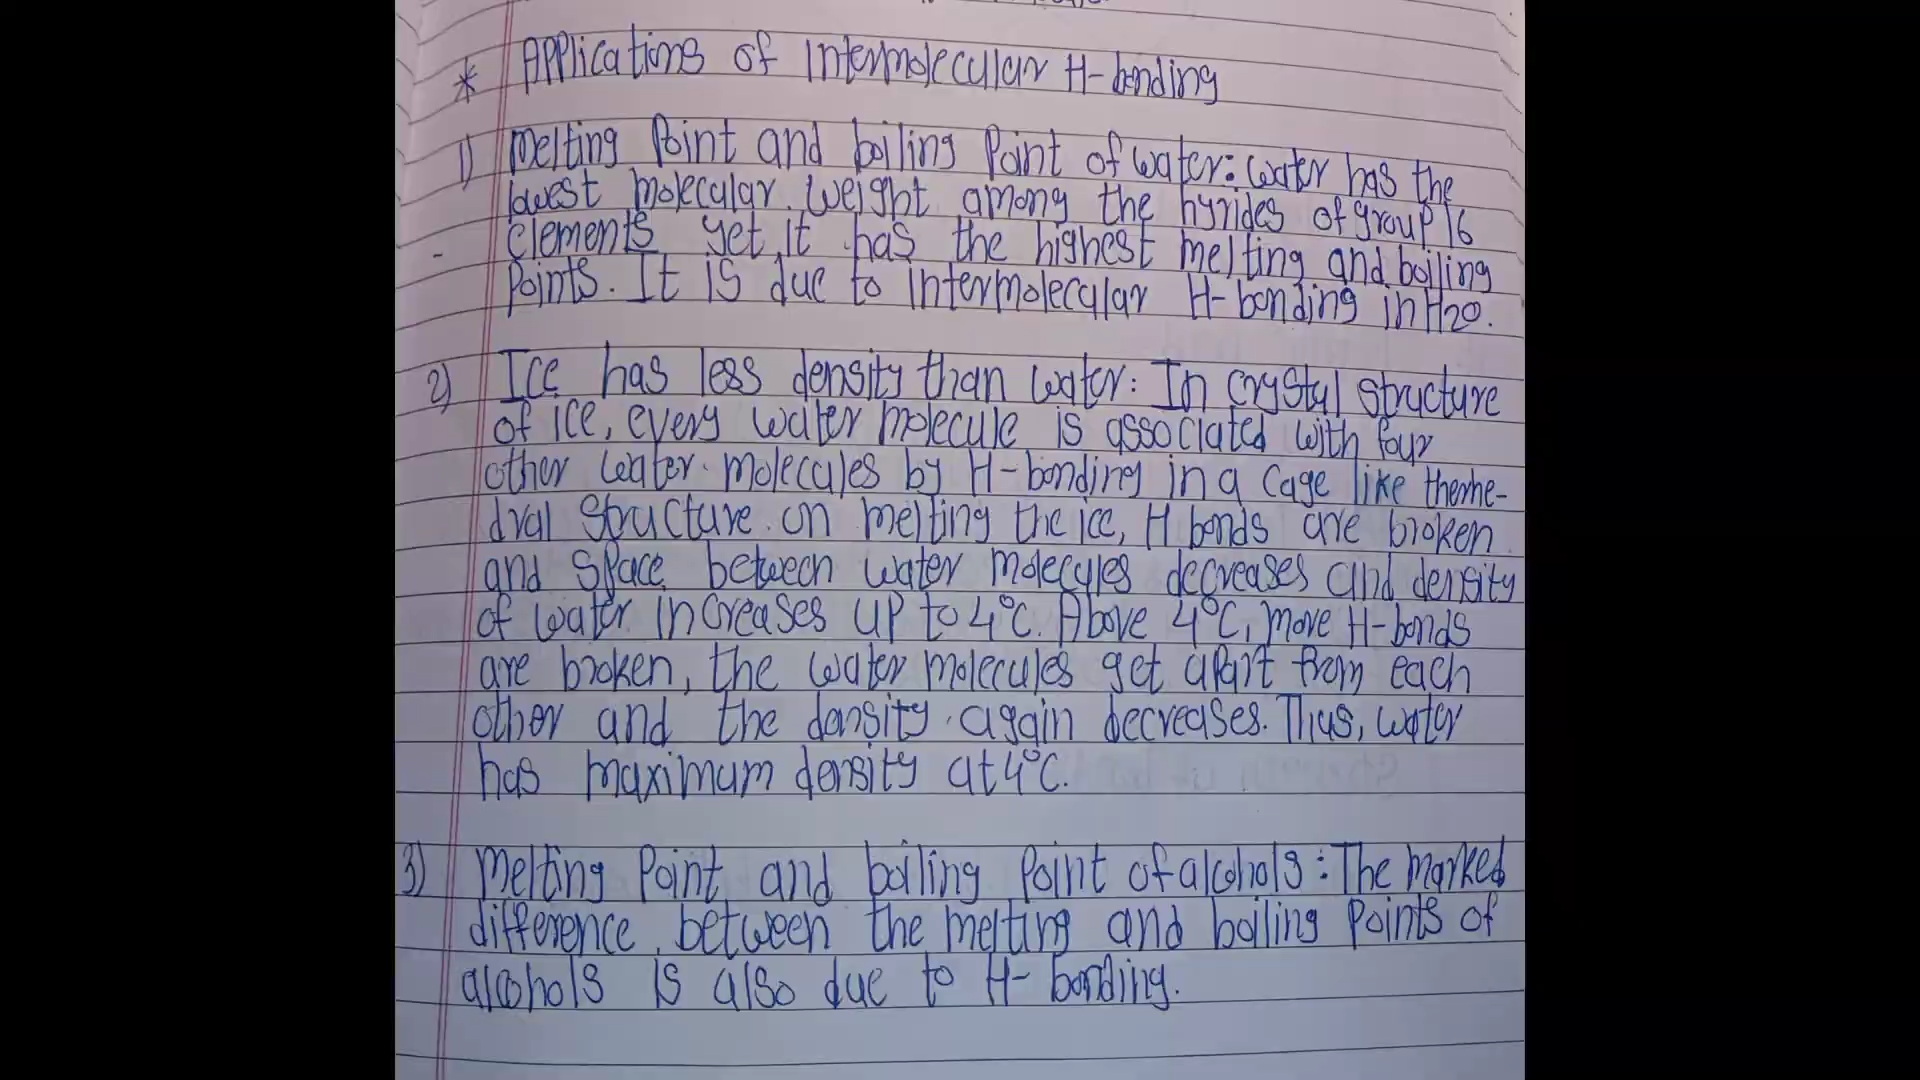 * Applications of Intermolecular H-bonding
1) Melting Point and boiling Point of water: water has the
lowest molecular weight among the hyrides of group 16
elements yet it has the highest melting and boiling
Points. It is due to intermolecular H-bonding in H2O.
2) Ice has less density than water: In crystal structure
of ice, every water molecule is associated with four
other water molecules by H-bonding in a cage like
dral structure on melting the ice, H bonds are broken
and space between water molecules decreases and density
of water increases up to 4°C. Above 4°C, more H-bonds
are broken, the water molecules get apart from each
other and the density again decreases. Thus, water
has maximum density at 4°C.
3) Melting Point and boiling Point of alcohols: The marked
difference between the melting and boiling Points of
alcohols is also due to H- bonding.